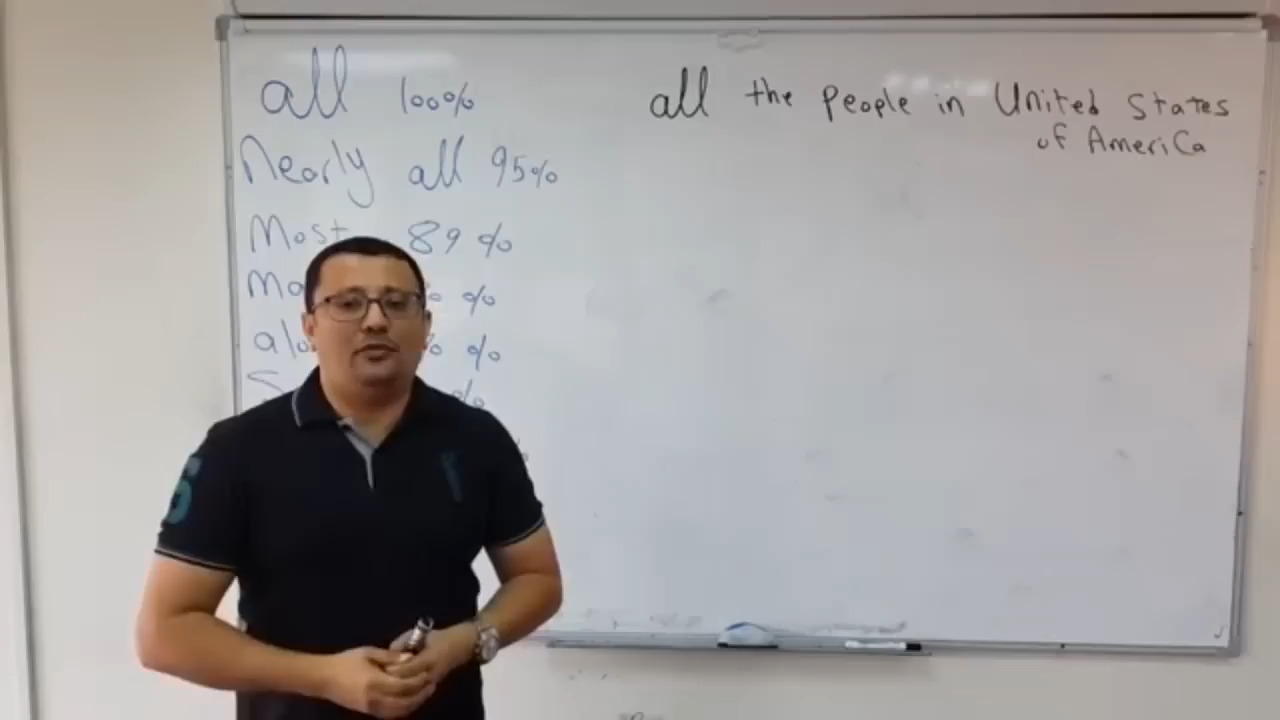 all 100%
Nearly all 95%
Most 89 %
%
%
%
all the people in United States
of America